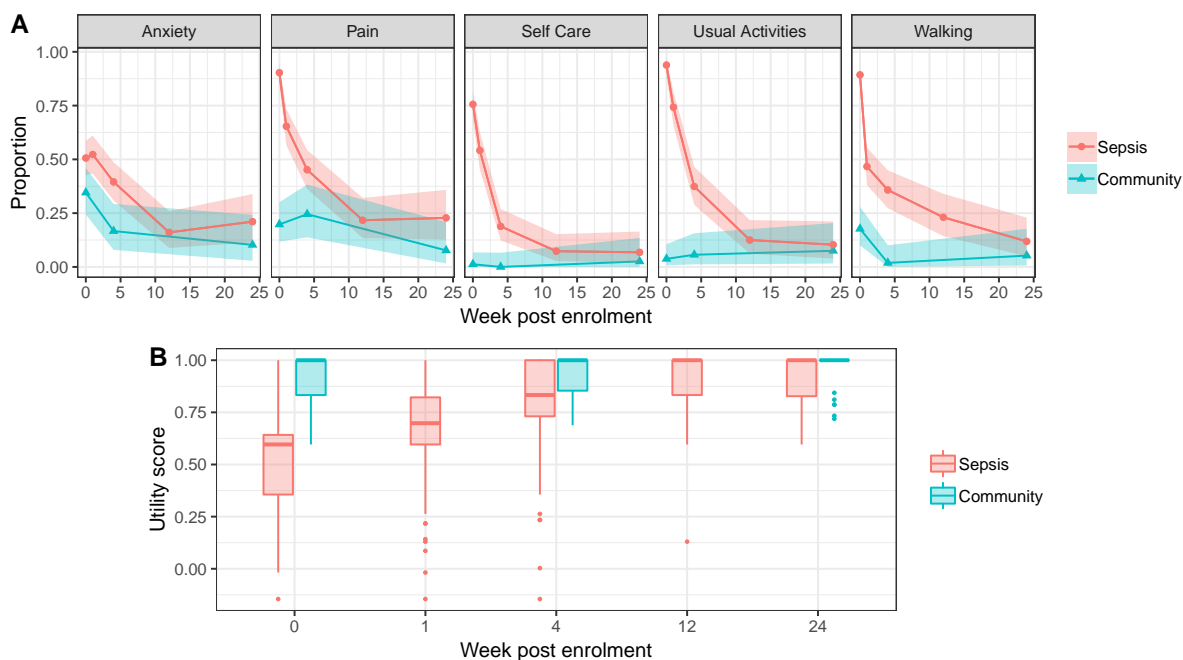 A
Anxiety
Pain
Self Care
Usual Activities
Walking
1.00
0.75
0.50
0.25
0.00
Proportion
0 5 10 15 20 25
0 5 10 15 20 25
0 5 10 15 20 25
0 5 10 15 20 25
0 5 10 15 20 25
Week post enrolment
Sepsis
Community
B
1.00
0.75
0.50
0.25
0.00
Utility score
0 1 4 12 24
Week post enrolment
Sepsis
Community